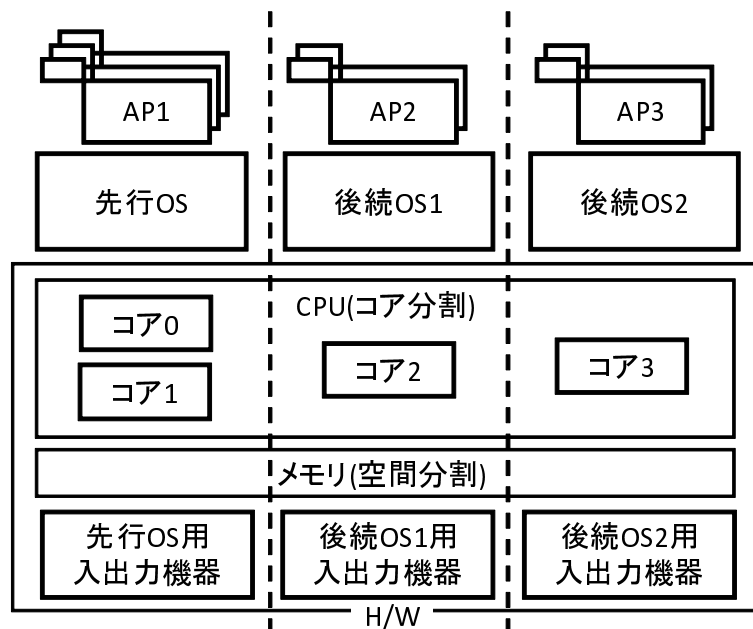 AP1
AP2
AP3
先行OS
後続OS1
後続OS2
CPU(コア分割)
コア0
コア1
コア2
コア3
メモリ(空間分割)
先行OS用
入出力機器
後続OS1用
入出力機器
後続OS2用
入出力機器
H/W